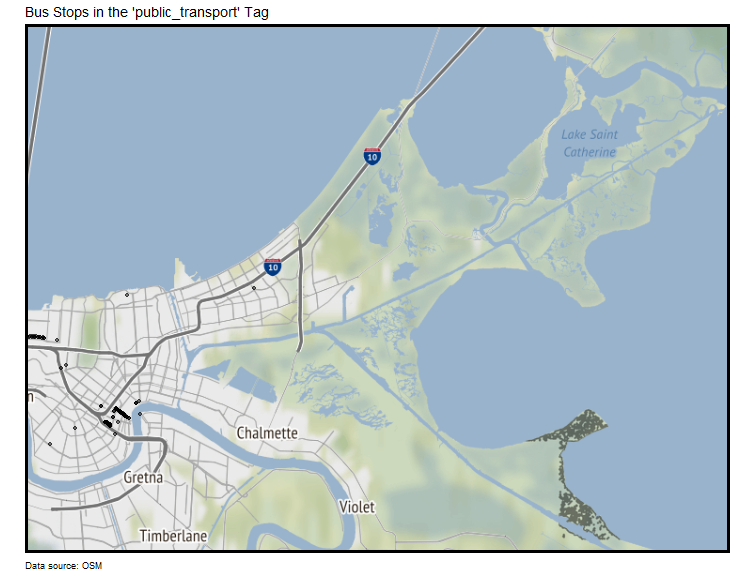 Bus Stops in the 'public_transport' Tag
Lake Saint
Catherine
10
10
n
Chalmette
Gretna
Violet
Timberlane
Data source: OSM